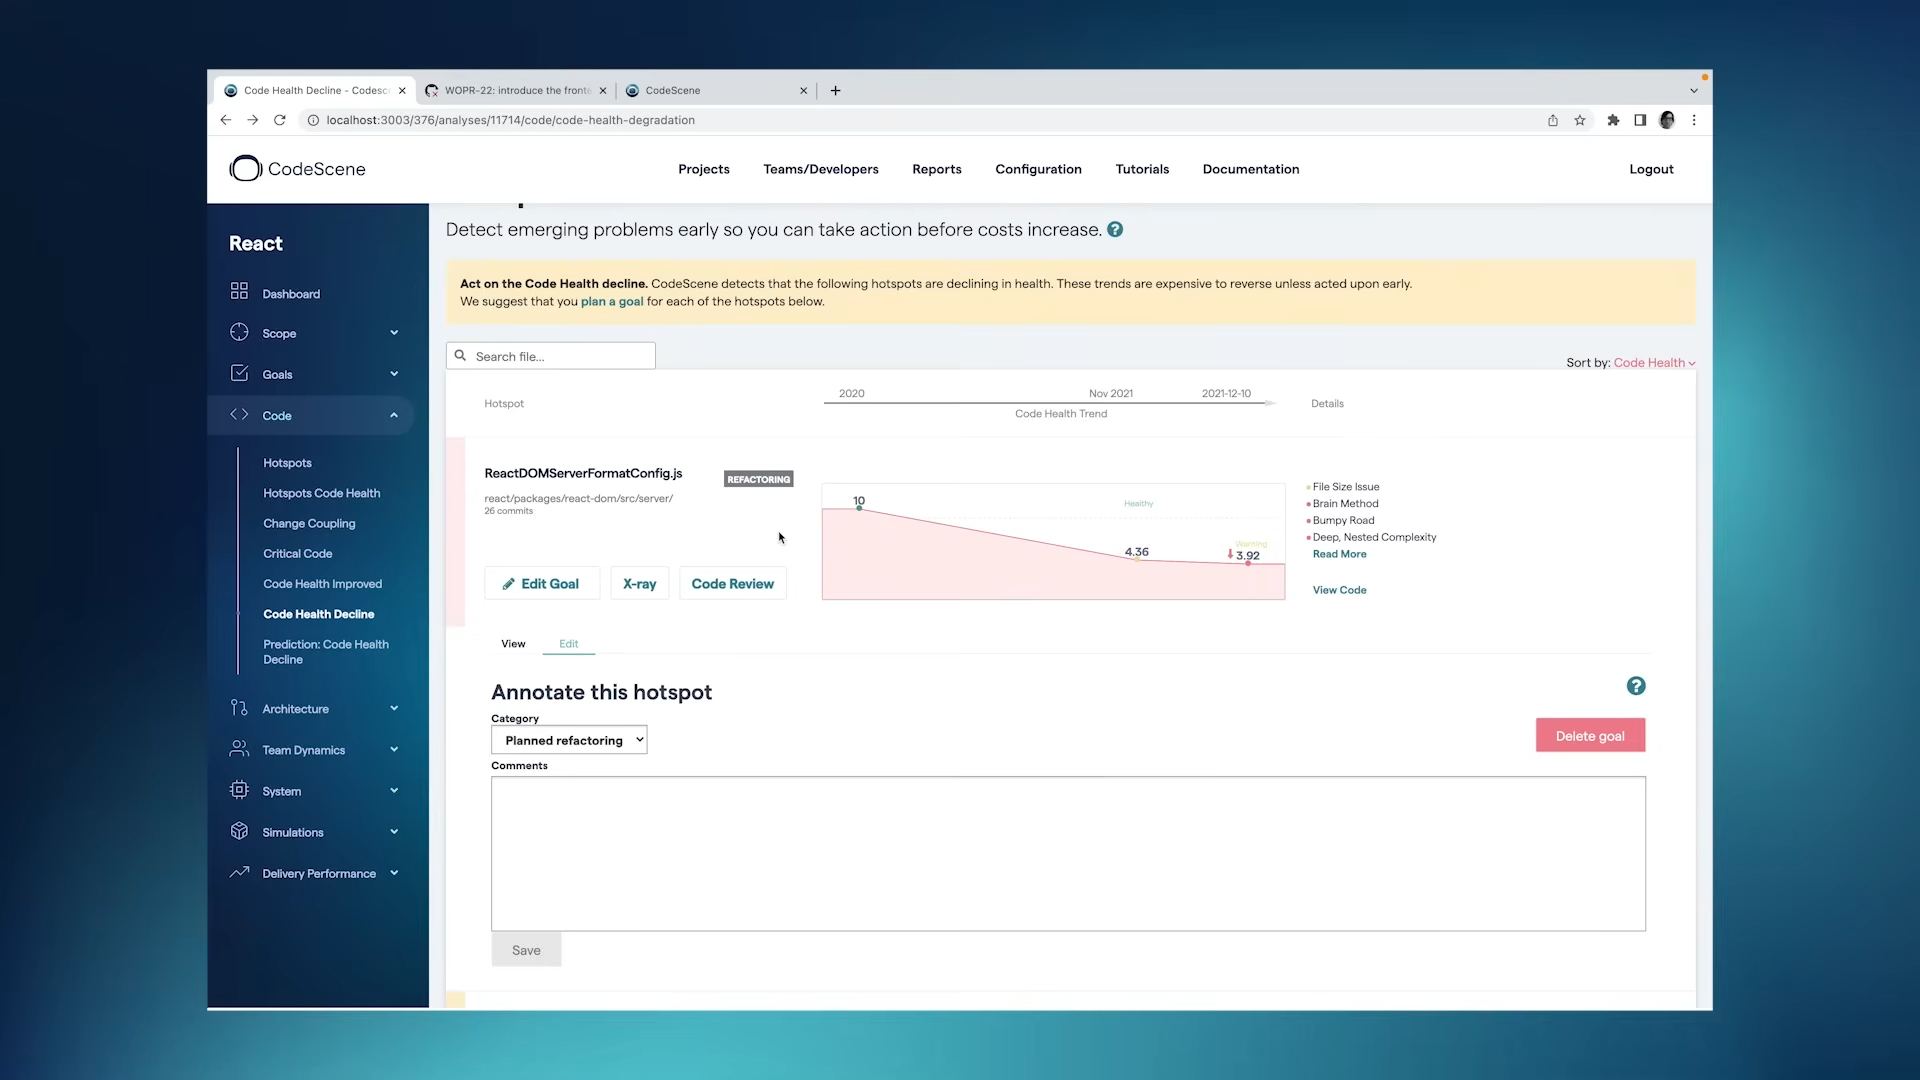 Code Health Decline - Codesc
WOPR-22: introduce the fronte
CodeScene
localhost:3003/376/analyses/11714/code/code-health-degradation
CodeScene
Projects
Teams/Developers
Reports
Configuration
Tutorials
Documentation
Logout
React
Dashboard
Scope
Goals
Code
Hotspots
Hotspots Code Health
Change Coupling
Critical Code
Code Health Improved
Code Health Decline
Prediction: Code Health
Decline
Architecture
Team Dynamics
System
Simulations
Delivery Performance
Detect emerging problems early so you can take action before costs increase. ?
Act on the Code Health decline. CodeScene detects that the following hotspots are declining in health. These trends are expensive to reverse unless acted upon early.
We suggest that you plan a goal for each of the hotspots below.
Search file...
Sort by: Code Health
Hotspot
2020
Nov 2021
2021-12-10
Code Health Trend
Details
ReactDOMServerFormatConfig.js
REFACTORING
react/packages/react-dom/src/server/
26 commits
Edit Goal
X-ray
Code Review
10
Healthy
4.36
Warning
3.92
File Size Issue
Brain Method
Bumpy Road
Deep, Nested Complexity
Read More
View Code
View
Edit
Annotate this hotspot
?
Category
Planned refactoring
Delete goal
Comments
Save